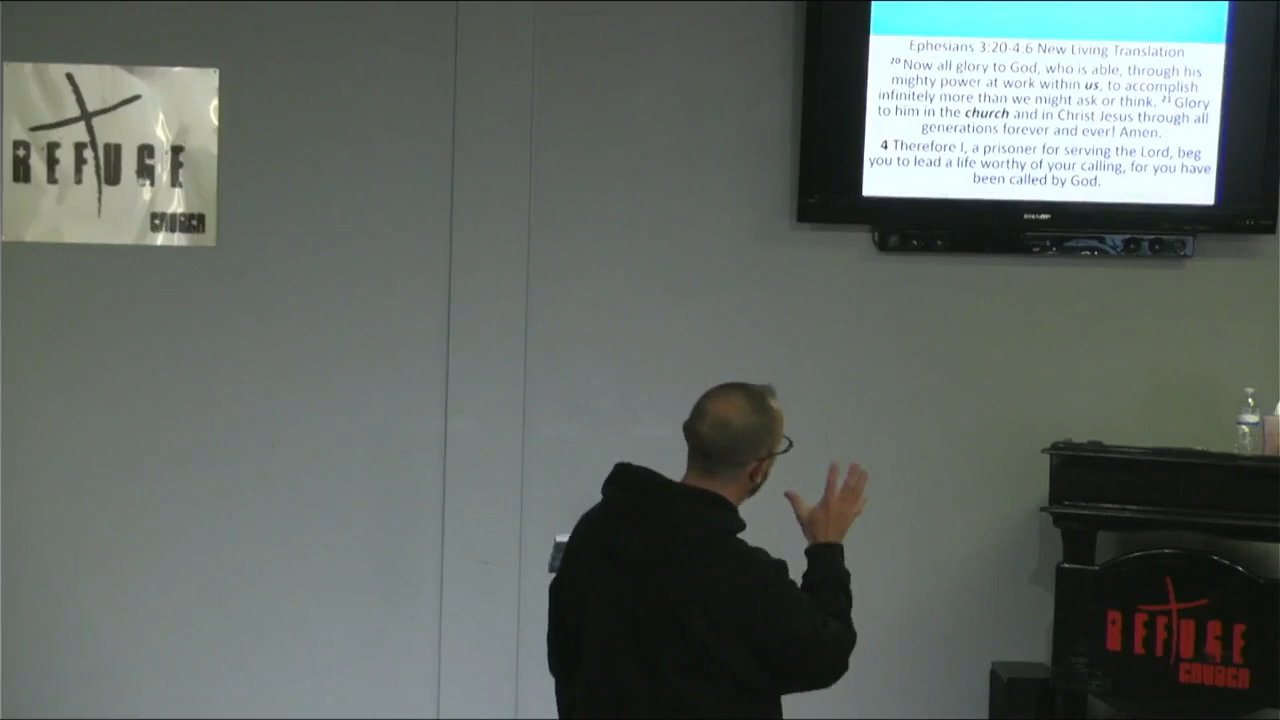 REFUGE
CHURCH
Ephesians 3:20-4:6 New Living Translation
20 Now all glory to God, who is able, through his
mighty power at work within us, to accomplish
infinitely more than we might ask or think. 21 Glory
to him in the church and in Christ Jesus through all
generations forever and ever! Amen.
4 Therefore I, a prisoner for serving the Lord, beg
you to lead a life worthy of your calling, for you have
been called by God.
SHARP
REFUGE
CHURCH